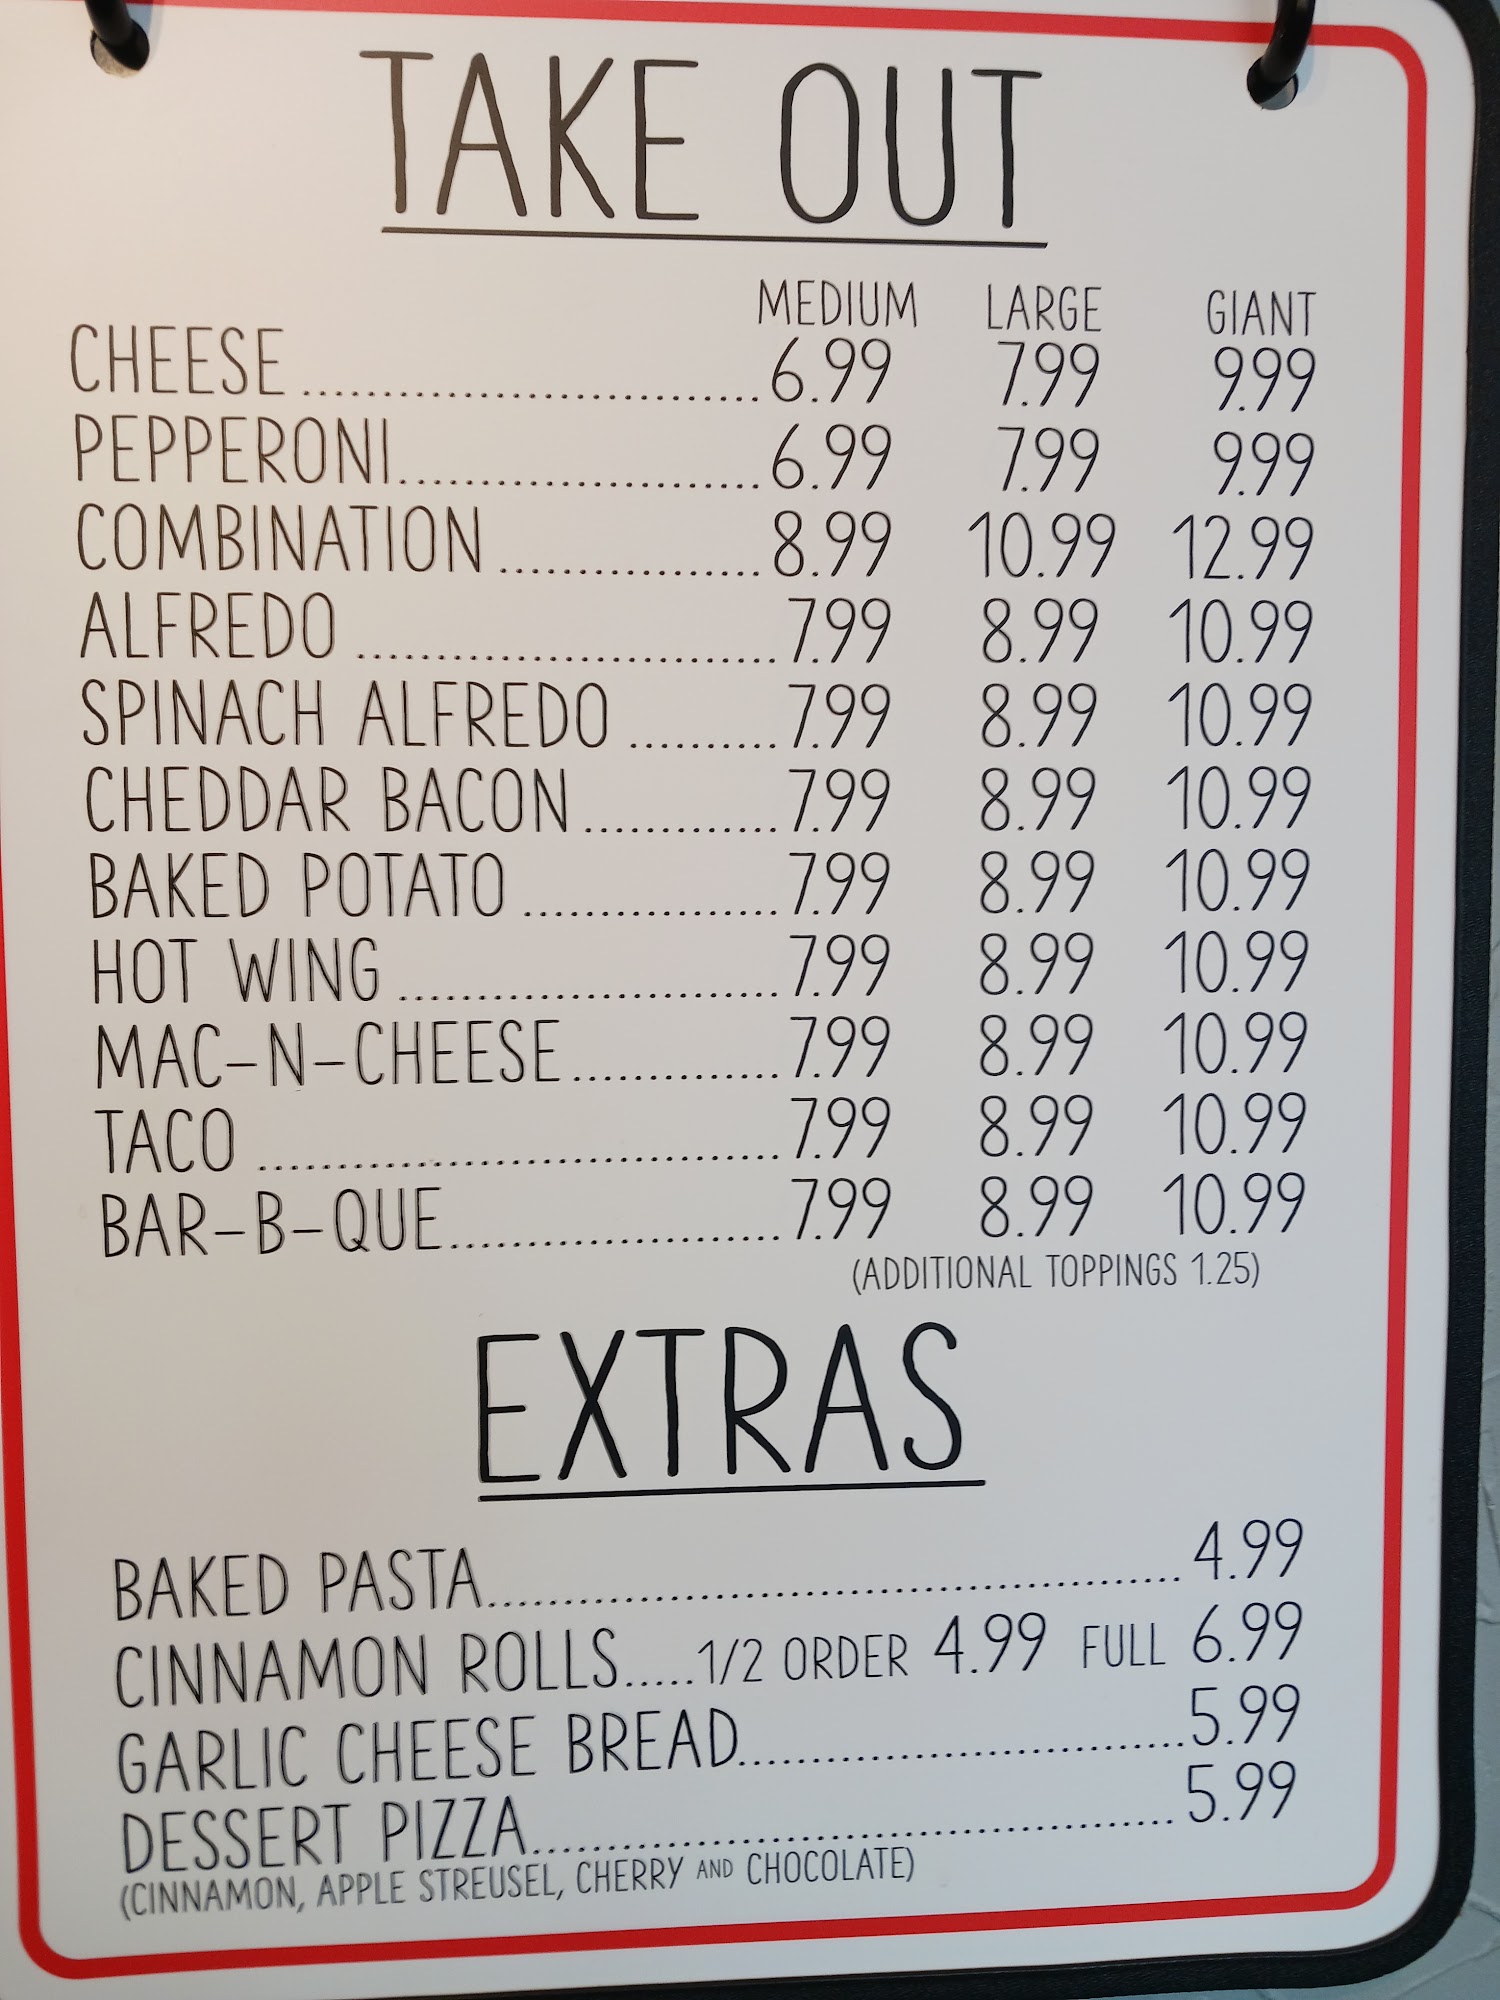 TAKE OUT
MEDIUM LARGE GIANT
CHEESE..............................6.99 7.99 9.99
PEPPERONI........................6.99 7.99 9.99
COMBINATION.................8.99 10.99 12.99
ALFREDO...........................7.99 8.99 10.99
SPINACH ALFREDO..........7.99 8.99 10.99
CHEDDAR BACON.............7.99 8.99 10.99
BAKED POTATO.................7.99 8.99 10.99
HOT WING.........................7.99 8.99 10.99
MAC-N-CHEESE..............7.99 8.99 10.99
TACO..................................7.99 8.99 10.99
BAR-B-QUE......................7.99 8.99 10.99
(ADDITIONAL TOPPINGS 1.25)
EXTRAS
BAKED PASTA.............................................4.99
CINNAMON ROLLS.....1/2 ORDER 4.99 FULL 6.99
GARLIC CHEESE BREAD.............................5.99
DESSERT PIZZA.........................................5.99
(CINNAMON, APPLE STREUSEL, CHERRY AND CHOCOLATE)